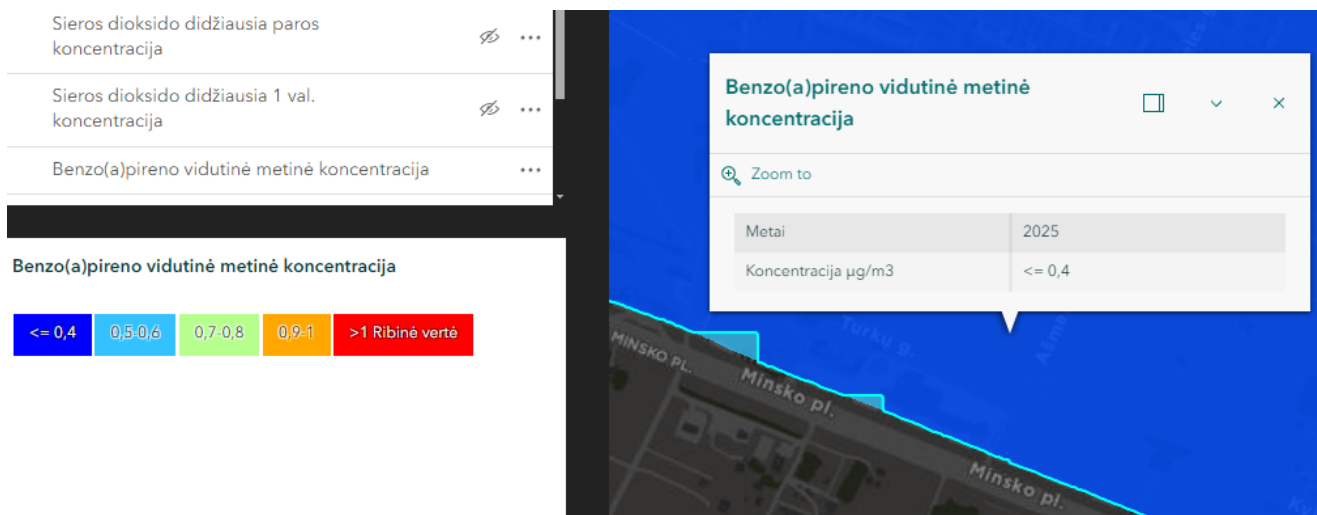 Sieros dioksido didžiausia paros
koncentracija
Sieros dioksido didžiausia 1 val.
koncentracija
Benzo(a)pireno vidutinė metinė koncentracija
Benzo(a)pireno vidutinė metinė koncentracija
<= 0,4
0,5-0,6
0,7-0,8
0,9-1
>1 Ribinė vertė
Benzo(a)pireno vidutinė metinė
koncentracija
Zoom to
Metai 2025
Koncentracija µg/m3 <= 0,4
Turku g.
MINSKO PL.
Minsko pl.
Minsko pl.